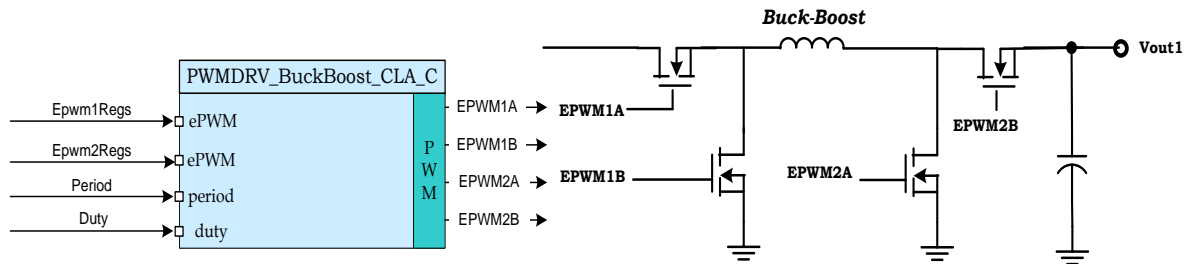 Buck-Boost
Vout1
PWMDRV_BuckBoost_CLA_C
Epwm1Regs
ePWM
Epwm2Regs
ePWM
Period
period
Duty
duty
P
W
M
EPWM1A
EPWM1B
EPWM2A
EPWM2B
EPWM1A
EPWM1B
EPWM2A
EPWM2B